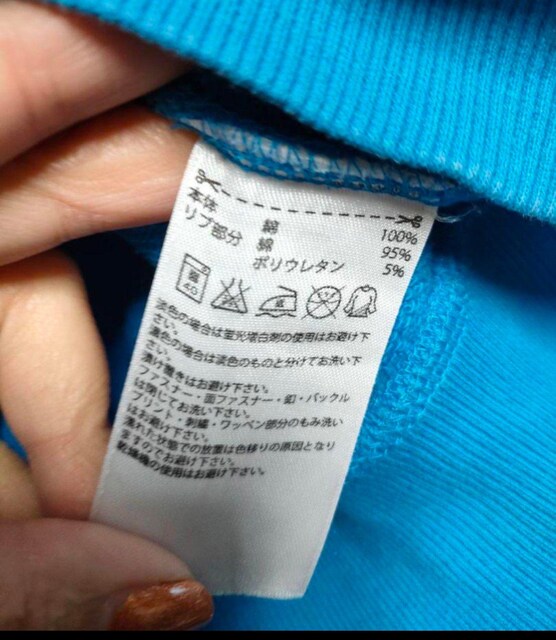 本体 綿 100%
リブ部分 綿 95%
ポリウレタン 5%
淡色の場合は蛍光増白剤の使用はお避け下
さい。
濃色の場合は淡色のものと分けてお洗い下
さい。
漬け置きはお避け下さい。
ファスナー・面ファスナー・釦・バックル
は閉じてお洗い下さい。
プリント・刺繍・ワッペン部分のもみ洗い
はお避け下さい。
濡れた状態での放置は色移りの原因となり
ますのでお避け下さい。
乾燥機の使用はお避け下さい。